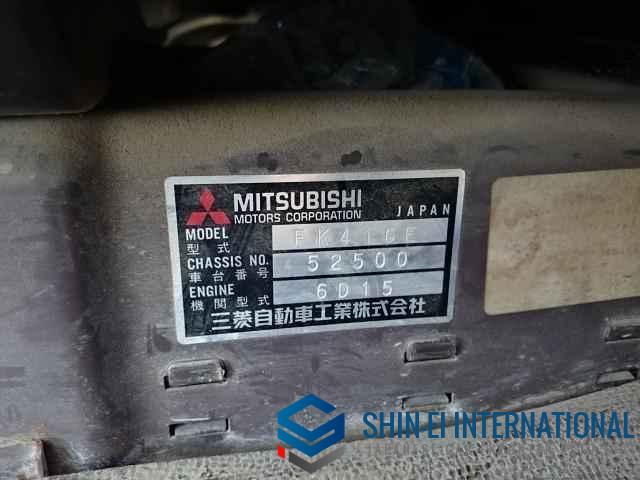 MITSUBISHI
MOTORS CORPORATION JAPAN
MODEL
型式
CHASSIS NO. 52500
車台番号
ENGINE 6D15
機関型式
三菱自動車工業株式会社
SHIN EI INTERNATIONAL